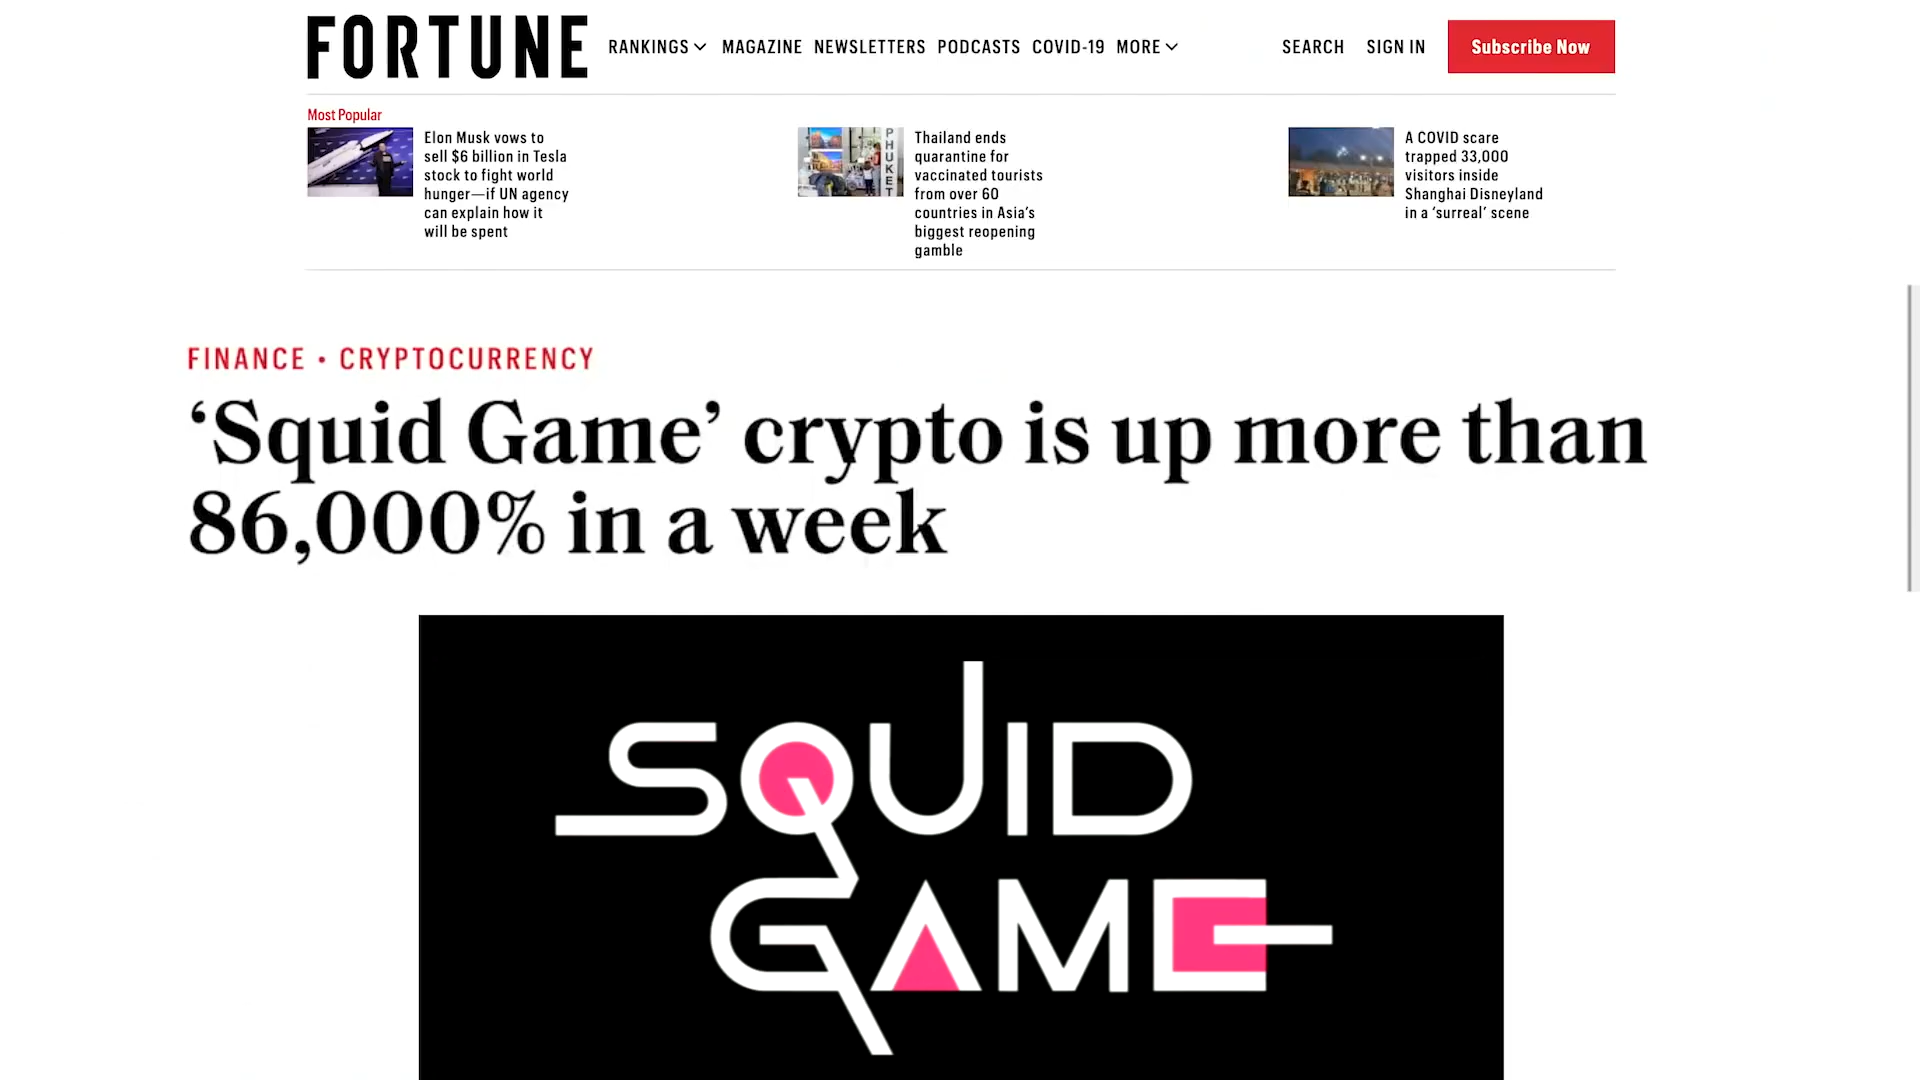 FORTUNE RANKINGS MAGAZINE NEWSLETTERS PODCASTS COVID-19 MORE SEARCH SIGN IN Subscribe Now
Most Popular
Elon Musk vows to
sell $6 billion in Tesla
stock to fight world
hunger—if UN agency
can explain how it
will be spent
PHUKET
Thailand ends
quarantine for
vaccinated tourists
from over 60
countries in Asia's
biggest reopening
gamble
A COVID scare
trapped 33,000
visitors inside
Shanghai Disneyland
in a ‘surreal’ scene
FINANCE • CRYPTOCURRENCY
‘Squid Game’ crypto is up more than
86,000% in a week
SQUID
GAME